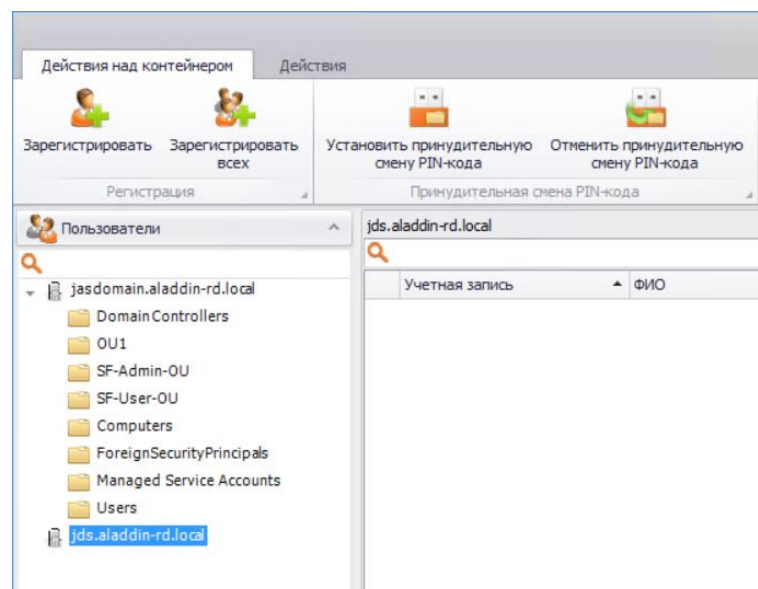 Действия над контейнером Действия
Зарегистрировать Зарегистрировать всех Установить принудительную смену PIN-кода Отменить принудительную смену PIN-кода
Регистрация Принудительная смена PIN-кода
Пользователи
jds.aladdin-rd.local
Учетная запись ФИО
jasdomain.aladdin-rd.local
Domain Controllers
OU1
SF-Admin-OU
SF-User-OU
Computers
ForeignSecurityPrincipals
Managed Service Accounts
Users
jds.aladdin-rd.local